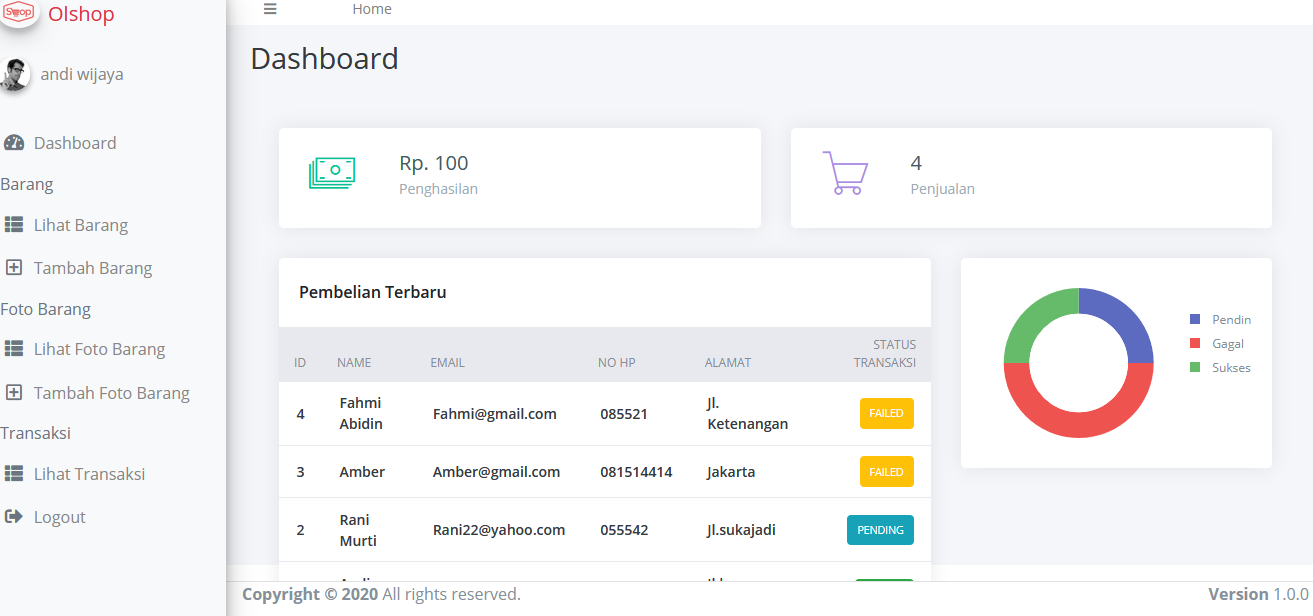 Shop
Olshop
andi wijaya
Dashboard
Barang
Lihat Barang
Tambah Barang
Foto Barang
Lihat Foto Barang
Tambah Foto Barang
Transaksi
Lihat Transaksi
Logout
Home
Dashboard
Rp. 100
Penghasilan
4
Penjualan
Pembelian Terbaru
ID NAME EMAIL NO HP ALAMAT STATUS TRANSAKSI
4 Fahmi Abidin Fahmi@gmail.com 085521 Jl. Ketenangan FAILED
3 Amber Amber@gmail.com 081514414 Jakarta FAILED
2 Rani Murti Rani22@yahoo.com 055542 Jl.sukajadi PENDING
Pendin
Gagal
Sukses
Copyright © 2020 All rights reserved.
Version 1.0.0